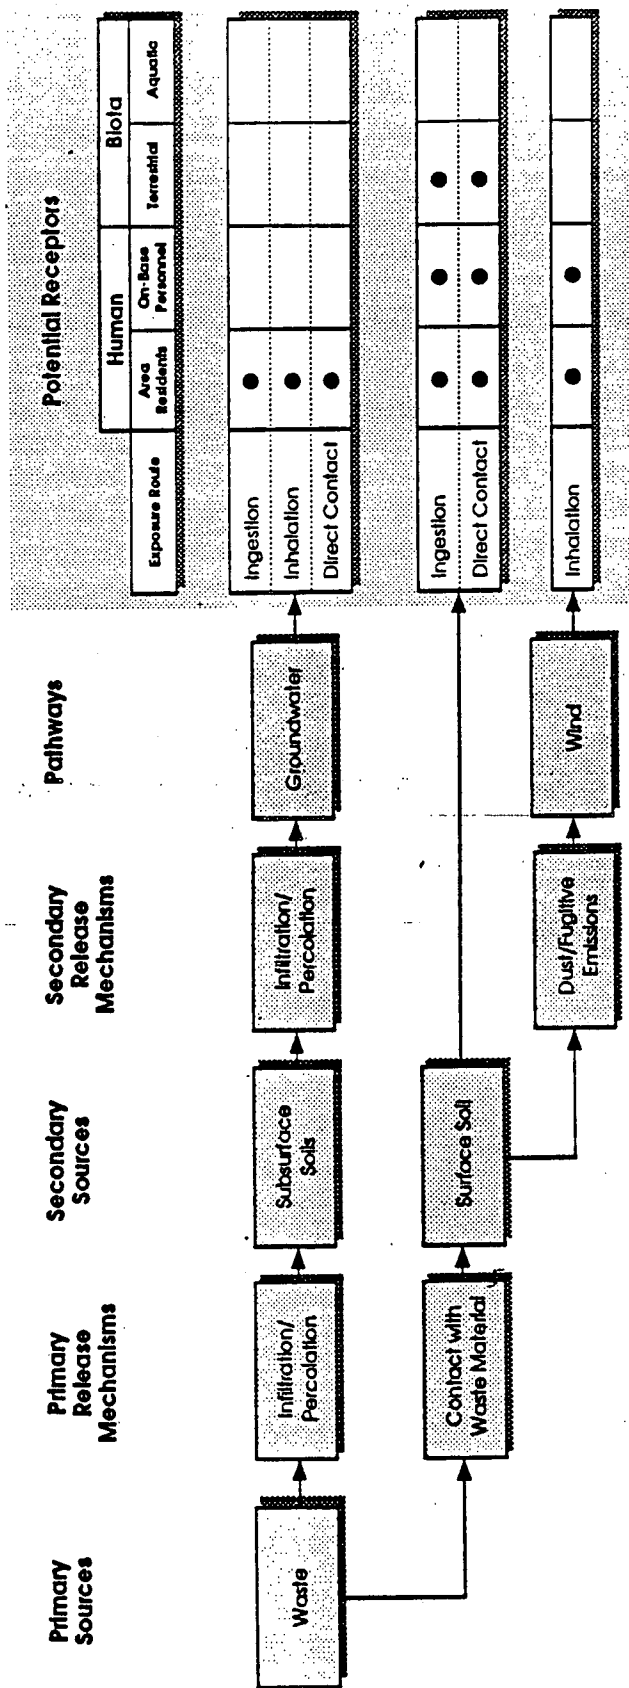 Primary
Sources
Primary
Release
Mechanisms
Secondary
Sources
Secondary
Release
Mechanisms
Pathways
Potential Receptors
Human
Biota
Exposure Route
Area
Residents
On-Base
Personnel
Terrestrial
Aquatic
Waste
Infiltration/
Percolation
Subsurface
Soils
Infiltration/
Percolation
Groundwater
Ingestion
Inhalation
Direct Contact
Contact with
Waste Material
Surface Soil
Ingestion
Direct Contact
Dust/Fugitive
Emissions
Wind
Inhalation